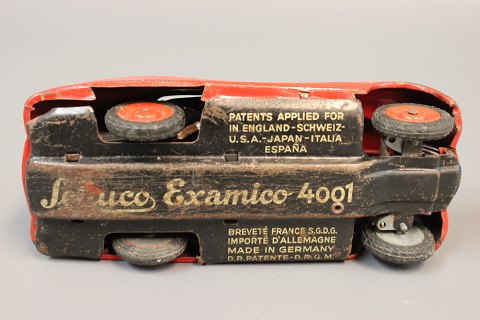 PATENTS APPLIED FOR
IN ENGLAND-SCHWEIZ-
U.S.A.-JAPAN-ITALIA
ESPAÑA
Schuco Examico 4001
BREVETÉ FRANCE S.G.D.G.
IMPORTÉ D'ALLEMAGNE
MADE IN GERMANY
D.R.PATENTE-D.R.G.M.